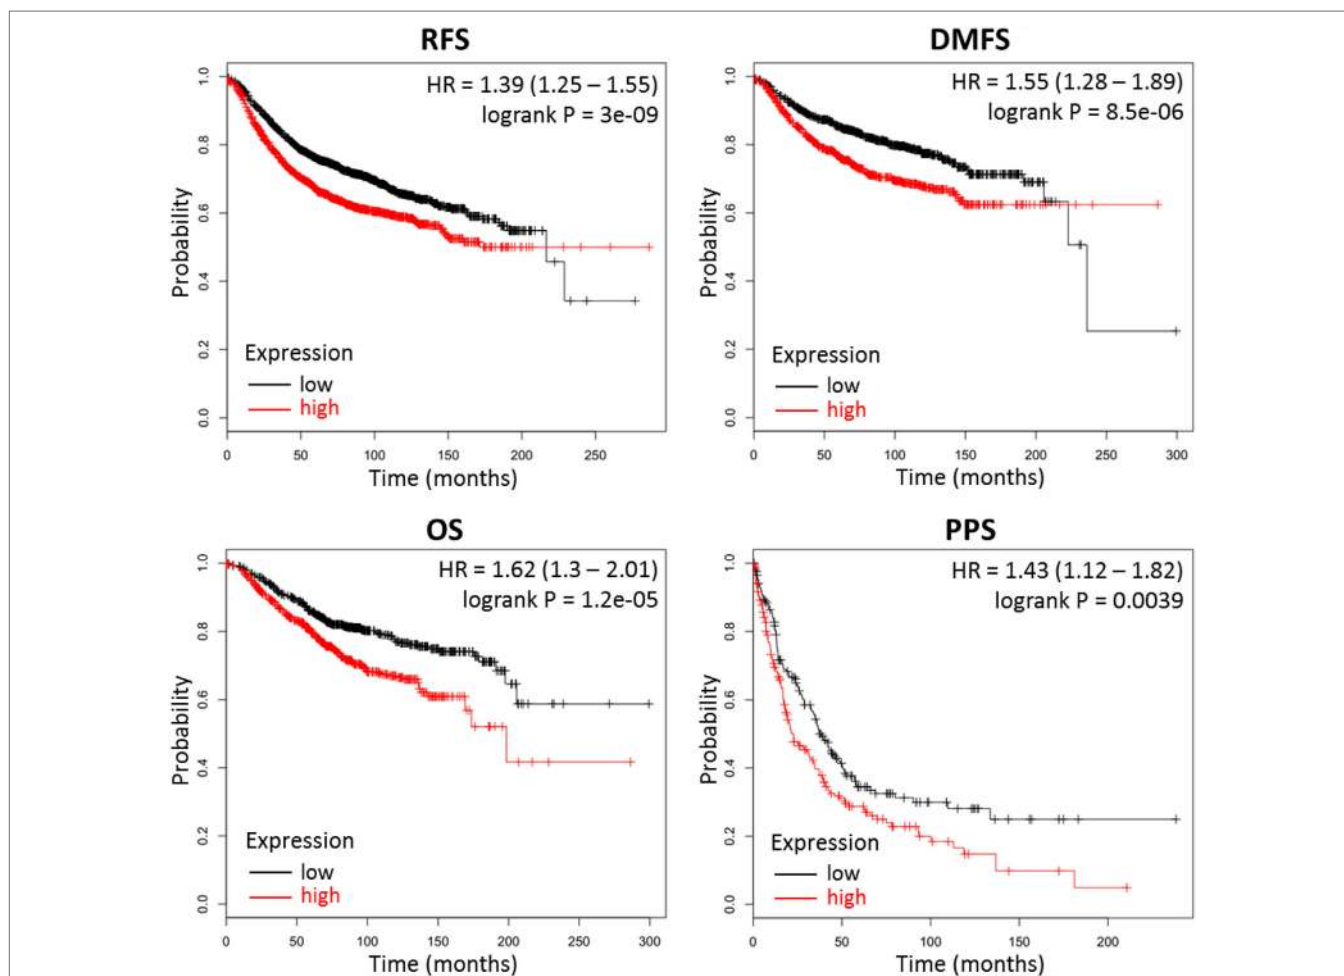 RFS
HR = 1.39 (1.25 – 1.55)
logrank P = 3e-09
Probability
1.0
0.8
0.6
0.4
0.2
0.0
Expression
low
high
0 50 100 150 200 250
Time (months)
DMFS
HR = 1.55 (1.28 – 1.89)
logrank P = 8.5e-06
Probability
1.0
0.8
0.6
0.4
0.2
0.0
Expression
low
high
0 50 100 150 200 250 300
Time (months)
OS
HR = 1.62 (1.3 – 2.01)
logrank P = 1.2e-05
Probability
1.0
0.8
0.6
0.4
0.2
0.0
Expression
low
high
0 50 100 150 200 250 300
Time (months)
PPS
HR = 1.43 (1.12 – 1.82)
logrank P = 0.0039
Probability
1.0
0.8
0.6
0.4
0.2
0.0
Expression
low
high
0 50 100 150 200
Time (months)